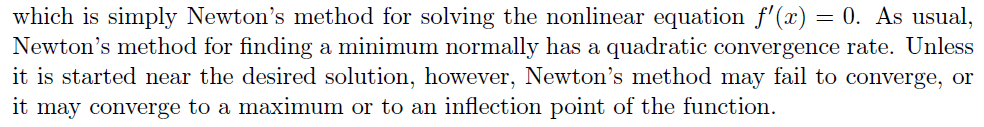 which is simply Newton’s method for solving the nonlinear equation f′(x) = 0. As usual,
Newton’s method for finding a minimum normally has a quadratic convergence rate. Unless
it is started near the desired solution, however, Newton’s method may fail to converge, or
it may converge to a maximum or to an inflection point of the function.